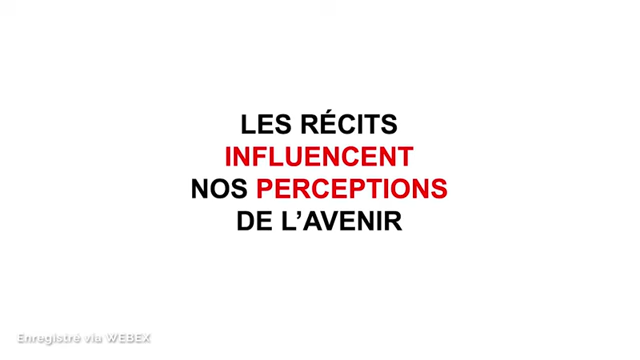 LES RÉCITS
INFLUENCENT
NOS PERCEPTIONS
DE L’AVENIR
Enregistré via WEBEX